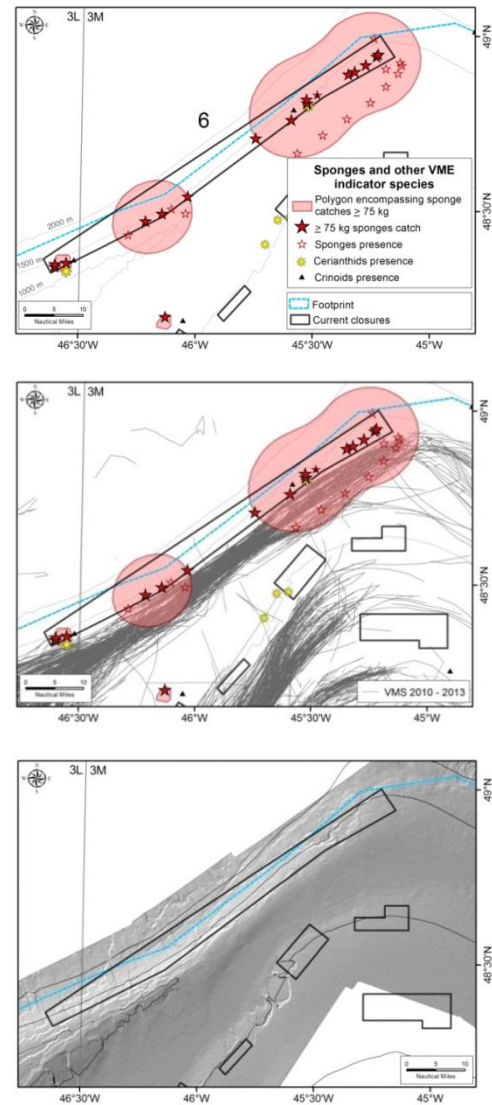 3L 3M
49°N
6
48°30'N
2000 m
1500 m
1000 m
Sponges and other VME
indicator species
Polygon encompassing sponge
catches ≥ 75 kg
≥ 75 kg sponges catch
Sponges presence
Cerianthids presence
Crinoids presence
Footprint
Current closures
0 5 10
Nautical Miles
46°30'W 46°W 45°30'W 45°W
3L 3M
49°N
48°30'N
0 5 10
Nautical Miles
VMS 2010 - 2013
46°30'W 46°W 45°30'W 45°W
3L 3M
49°N
48°30'N
0 5 10
Nautical Miles
46°30'W 46°W 45°30'W 45°W